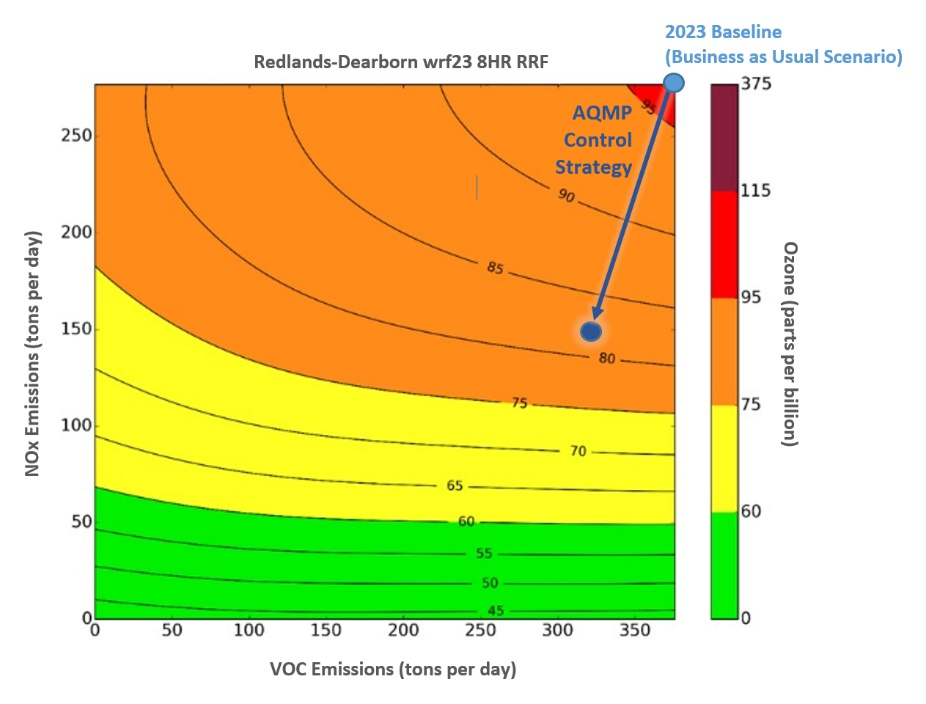 2023 Baseline
(Business as Usual Scenario)
Redlands-Dearborn wrf23 8HR RRF
AQMP
Control
Strategy
95
90
85
80
75
70
65
60
55
50
45
250
200
150
100
50
0
0 50 100 150 200 250 300 350
NOx Emissions (tons per day)
VOC Emissions (tons per day)
375
115
95
75
60
0
Ozone (parts per billion)